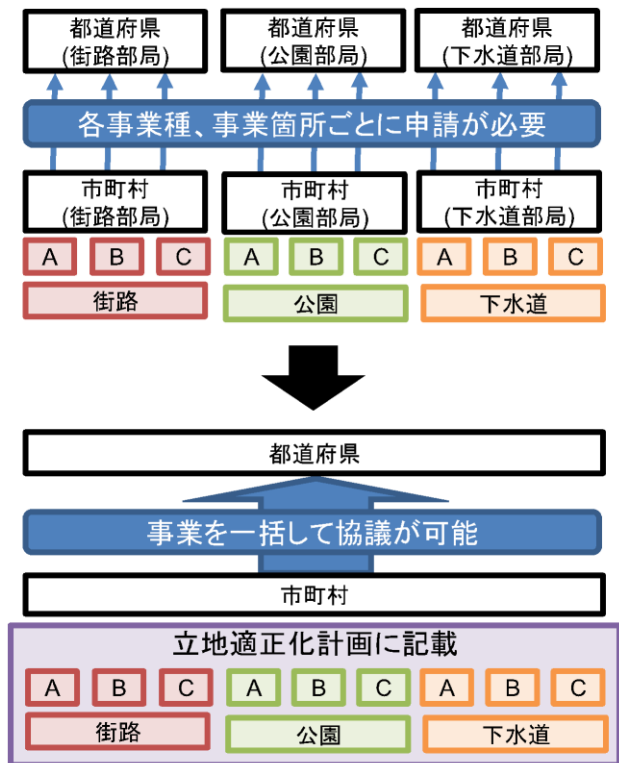 都道府県
(街路部局)
都道府県
(公園部局)
都道府県
(下水道部局)
各事業種、事業箇所ごとに申請が必要
市町村
(街路部局)
市町村
(公園部局)
市町村
(下水道部局)
A B C A B C A B C
街路 公園 下水道
都道府県
事業を一括して協議が可能
市町村
立地適正化計画に記載
A B C A B C A B C
街路 公園 下水道